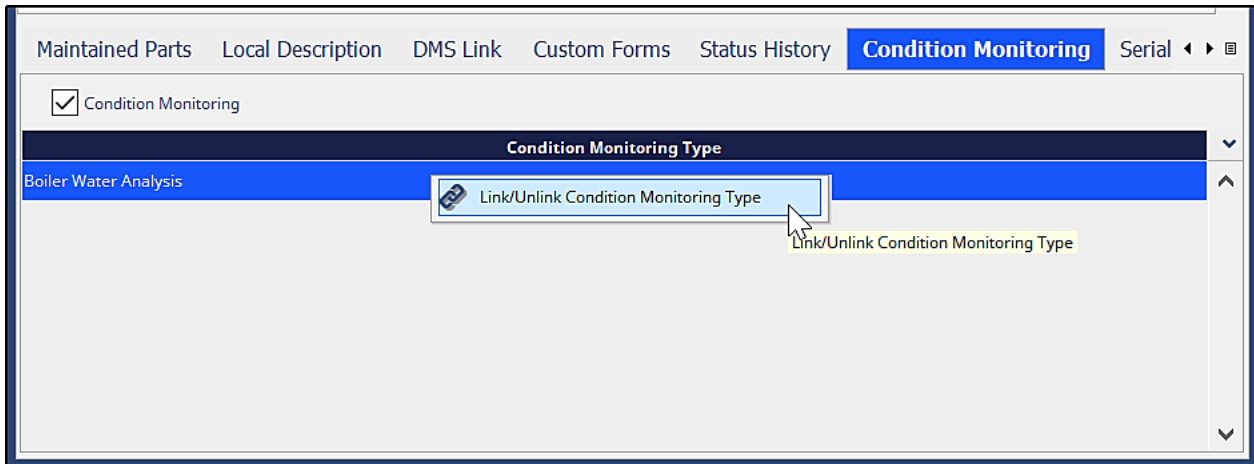 Maintained Parts Local Description DMS Link Custom Forms Status History Condition Monitoring Serial
Condition Monitoring
Condition Monitoring Type
Boiler Water Analysis
Link/Unlink Condition Monitoring Type
Link/Unlink Condition Monitoring Type